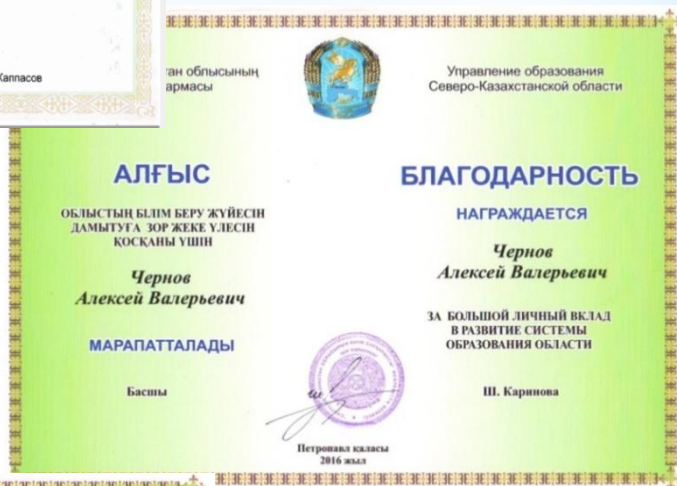 Каппасов
ан облысының
армасы
АЛҒЫС
ОБЛЫСТЫҢ БІЛІМ БЕРУ ЖҮЙЕСІН
ДАМЫТУҒА ЗОР ЖЕКЕ ҮЛЕСІН
ҚОСҚАНЫ ҮШІН
Чернов
Алексей Валерьевич
МАРАПАТТАЛАДЫ
Басшы
Управление образования
Северо-Казахстанской области
БЛАГОДАРНОСТЬ
НАГРАЖДАЕТСЯ
Чернов
Алексей Валерьевич
ЗА БОЛЬШОЙ ЛИЧНЫЙ ВКЛАД
В РАЗВИТИЕ СИСТЕМЫ
ОБРАЗОВАНИЯ ОБЛАСТИ
Ш. Каринова
Петропавл қаласы
2016 жыл